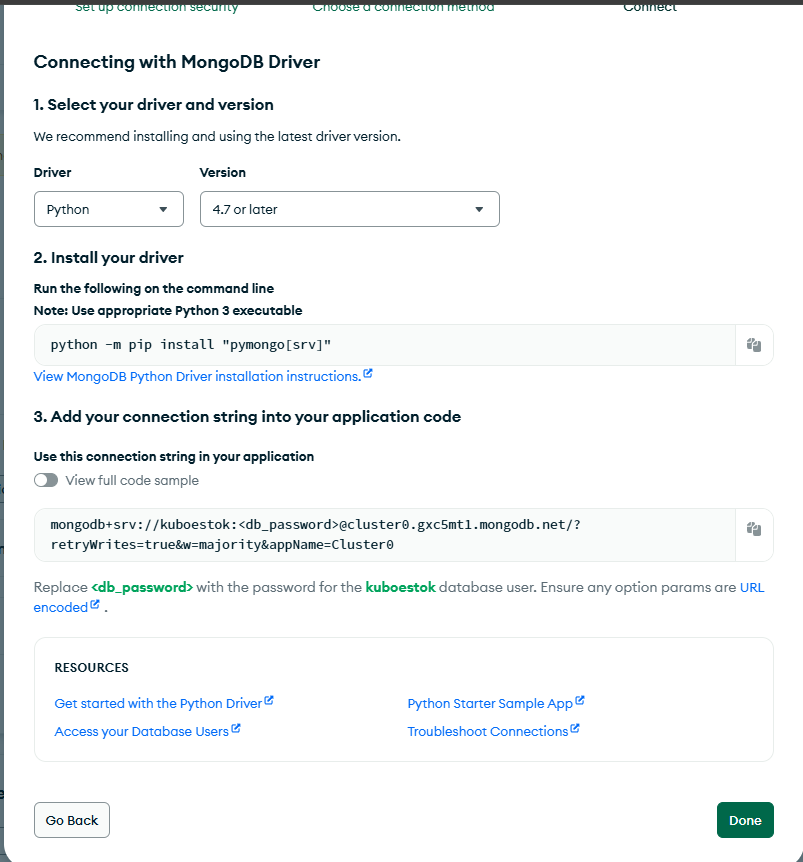 Set up connection security
Choose a connection method
Connect
Connecting with MongoDB Driver
1. Select your driver and version
We recommend installing and using the latest driver version.
Driver
Version
Python
4.7 or later
2. Install your driver
Run the following on the command line
Note: Use appropriate Python 3 executable
python -m pip install "pymongo[srv]"
View MongoDB Python Driver installation instructions.
3. Add your connection string into your application code
Use this connection string in your application
View full code sample
mongodb+srv://kuboestok:<db_password>@cluster0.gxc5mt1.mongodb.net/?
retryWrites=true&w=majority&appName=Cluster0
Replace <db_password> with the password for the kuboestok database user. Ensure any option params are URL
encoded .
RESOURCES
Get started with the Python Driver
Python Starter Sample App
Access your Database Users
Troubleshoot Connections
Go Back
Done